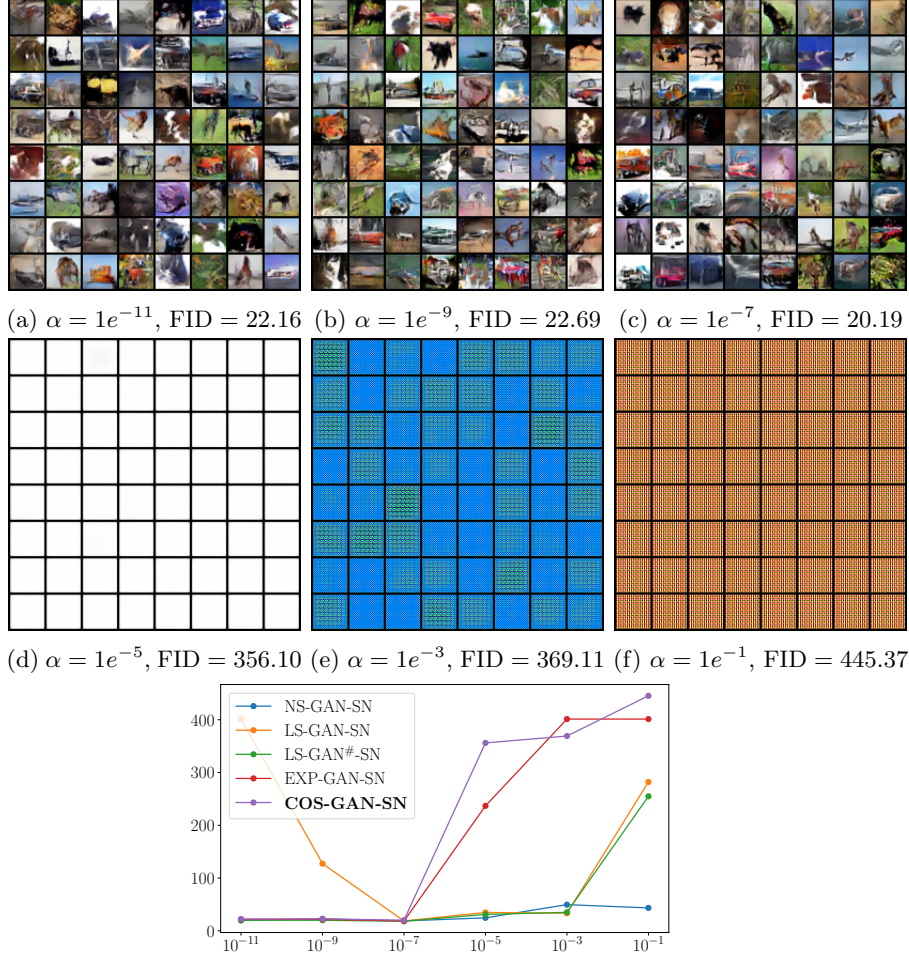 (a) α = 1e⁻¹¹, FID = 22.16 (b) α = 1e⁻⁹, FID = 22.69 (c) α = 1e⁻⁷, FID = 20.19
(d) α = 1e⁻⁵, FID = 356.10 (e) α = 1e⁻³, FID = 369.11 (f) α = 1e⁻¹, FID = 445.37
NS-GAN-SN
LS-GAN-SN
LS-GAN#-SN
EXP-GAN-SN
COS-GAN-SN
400
300
200
100
0
10⁻¹¹ 10⁻⁹ 10⁻⁷ 10⁻⁵ 10⁻³ 10⁻¹